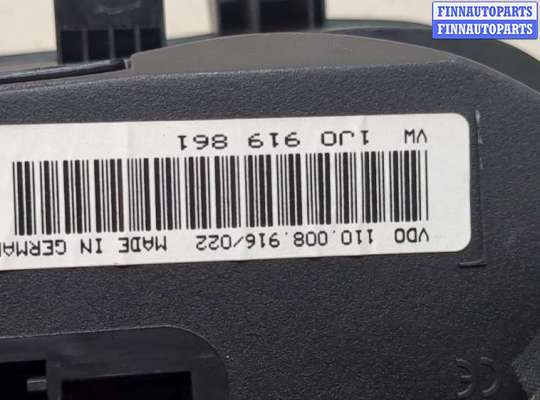 FINNAUTOPARTS
FINNAUTOPARTS
VW 1J0 919 861
VDO 110.008.916/022 MADE IN GERMAN
CE